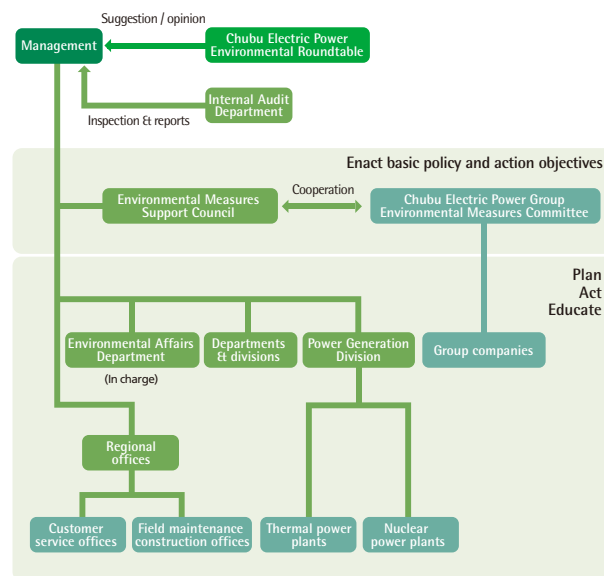 Suggestion / opinion
Management
Chubu Electric Power
Environmental Roundtable
Internal Audit
Department
Inspection & reports
Enact basic policy and action objectives
Environmental Measures
Support Council
Cooperation
Chubu Electric Power Group
Environmental Measures Committee
Plan
Act
Educate
Environmental Affairs
Department
(In charge)
Departments
& divisions
Power Generation
Division
Group companies
Regional
offices
Customer
service offices
Field maintenance
construction offices
Thermal power
plants
Nuclear
power plants